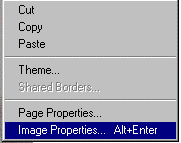 Cut
Copy
Paste
Theme...
Shared Borders...
Page Properties...
Image Properties... Alt+Enter